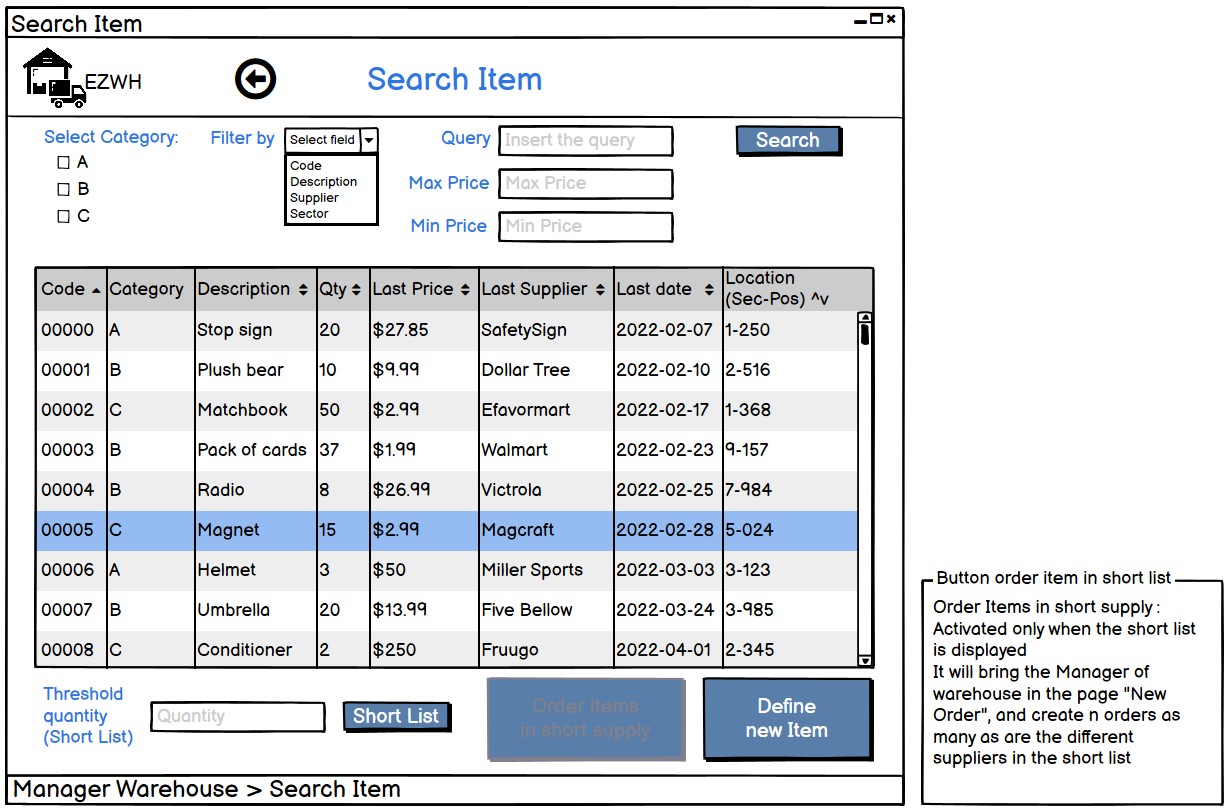 Search Item
EZWH
Search Item
Select Category:
A
B
C
Filter by
Select field
Code
Description
Supplier
Sector
Query
Insert the query
Max Price
Max Price
Min Price
Min Price
Search
Code Category Description Qty Last Price Last Supplier Last date Location (Sec-Pos) ^v
00000 A Stop sign 20 $27.85 SafetySign 2022-02-07 1-250
00001 B Plush bear 10 $9.99 Dollar Tree 2022-02-10 2-516
00002 C Matchbook 50 $2.99 Efavormart 2022-02-17 1-368
00003 B Pack of cards 37 $1.99 Walmart 2022-02-23 9-157
00004 B Radio 8 $26.99 Victrola 2022-02-25 7-984
00005 C Magnet 15 $2.99 Magcraft 2022-02-28 5-024
00006 A Helmet 3 $50 Miller Sports 2022-03-03 3-123
00007 B Umbrella 20 $13.99 Five Bellow 2022-03-24 3-985
00008 C Conditioner 2 $250 Fruugo 2022-04-01 2-345
Threshold
quantity
(Short List)
Quantity
Short List
Order items
in short supply
Define
new Item
Manager Warehouse > Search Item
Button order item in short list
Order Items in short supply :
Activated only when the short list
is displayed
It will bring the Manager of
warehouse in the page "New
Order", and create n orders as
many as are the different
suppliers in the short list